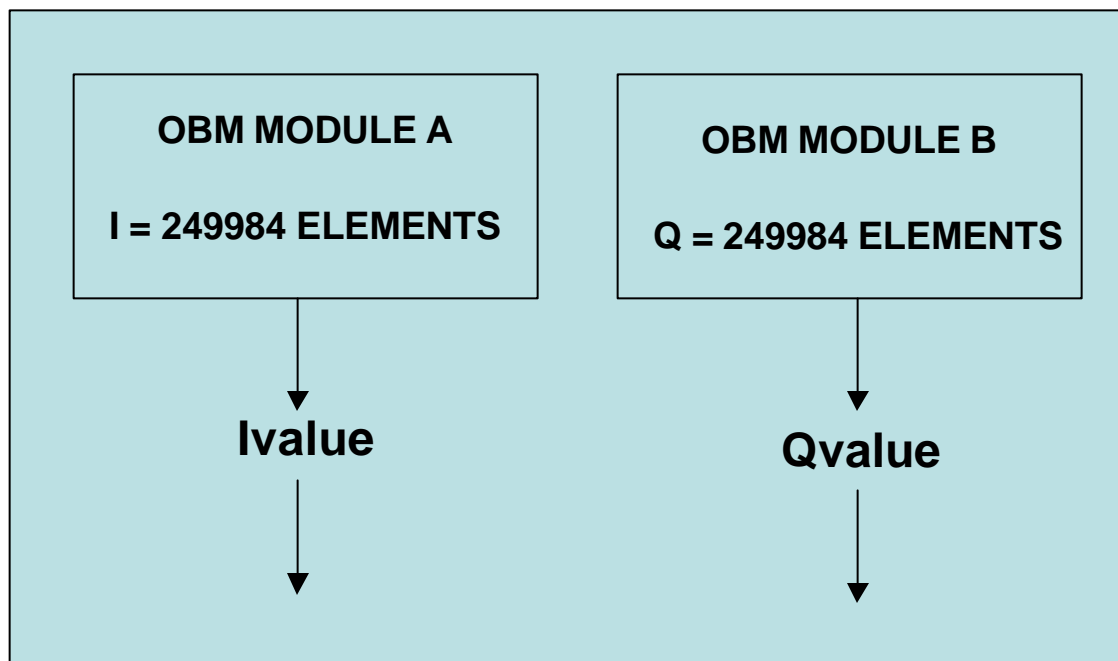 OBM MODULE A
I = 249984 ELEMENTS
OBM MODULE B
Q = 249984 ELEMENTS
Ivalue
Qvalue